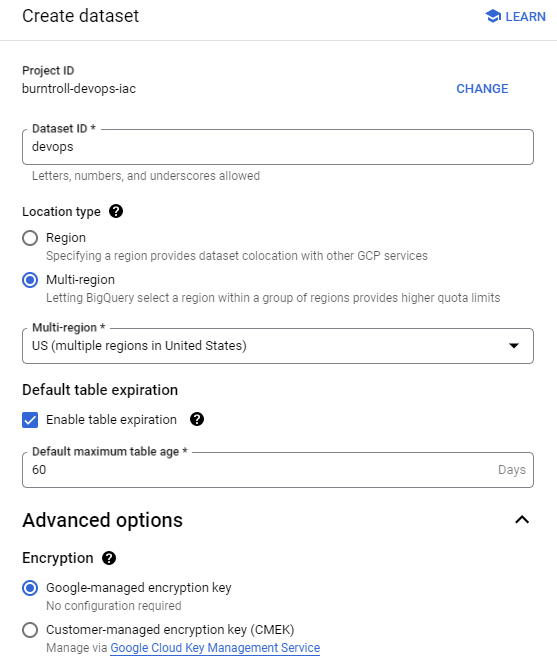 Create dataset
LEARN
Project ID
burntroll-devops-iac
CHANGE
Dataset ID *
devops
Letters, numbers, and underscores allowed
Location type ?
Region
Specifying a region provides dataset colocation with other GCP services
Multi-region
Letting BigQuery select a region within a group of regions provides higher quota limits
Multi-region *
US (multiple regions in United States)
Default table expiration
Enable table expiration ?
Default maximum table age *
60 Days
Advanced options
Encryption ?
Google-managed encryption key
No configuration required
Customer-managed encryption key (CMEK)
Manage via Google Cloud Key Management Service